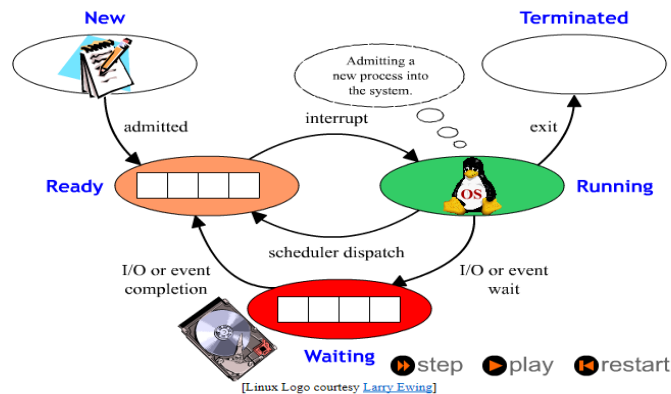 New
Terminated
Admitting a
new process into
the system.
admitted
interrupt
exit
Ready
OS
Running
scheduler dispatch
I/O or event
completion
I/O or event
wait
Waiting
step
play
restart
[Linux Logo courtesy Larry Ewing]